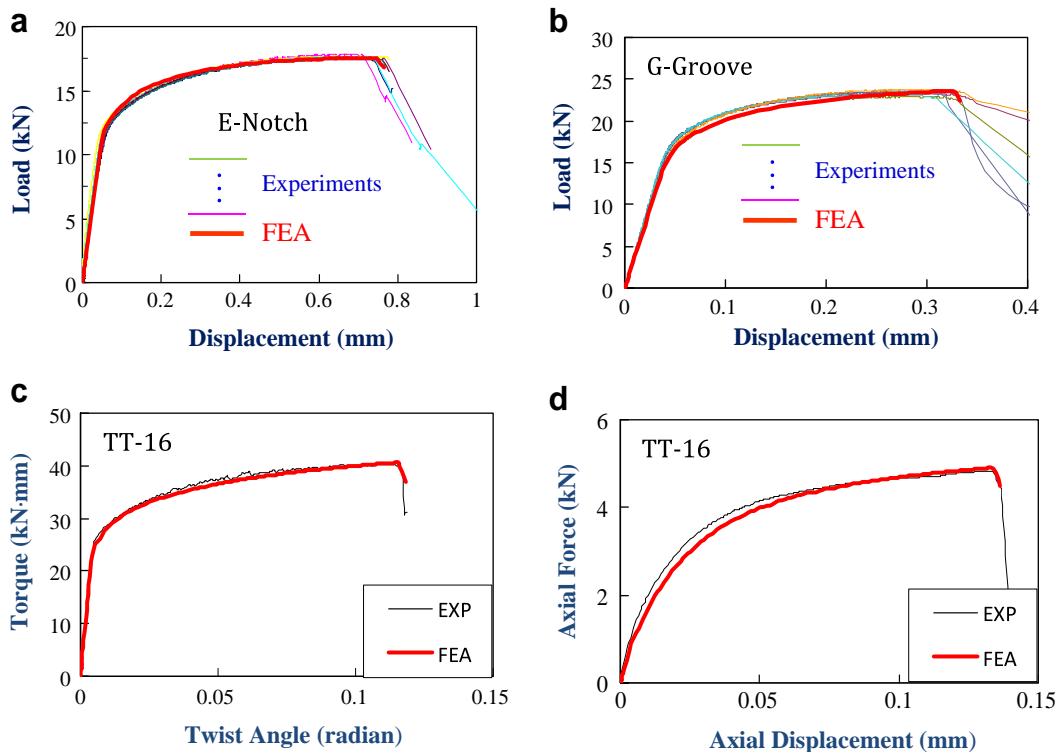 a
20
15
10
5
0
Load (kN)
E-Notch
Experiments
FEA
0 0.2 0.4 0.6 0.8 1
Displacement (mm)
b
30
25
20
15
10
5
0
Load (kN)
G-Groove
Experiments
FEA
0 0.1 0.2 0.3 0.4
Displacement (mm)
c
50
40
30
20
10
0
Torque (kN·mm)
TT-16
EXP
FEA
0 0.05 0.1 0.15
Twist Angle (radian)
d
6
4
2
0
Axial Force (kN)
TT-16
EXP
FEA
0 0.05 0.1 0.15
Axial Displacement (mm)